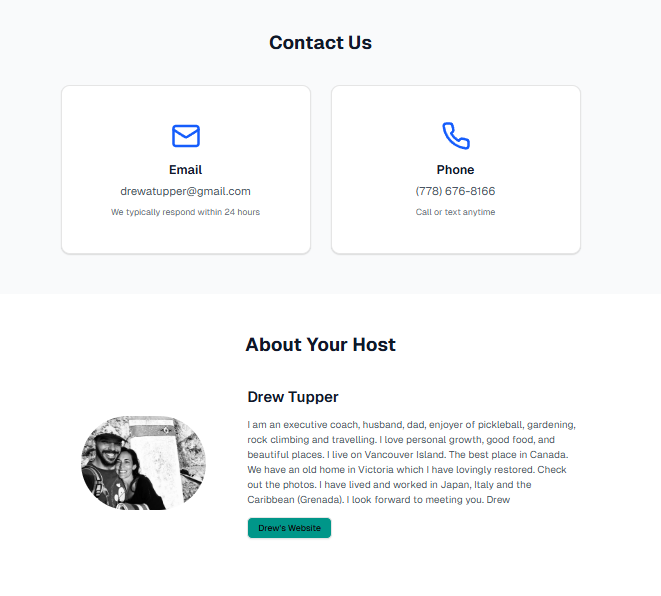 Contact Us
Email
drewatupper@gmail.com
We typically respond within 24 hours
Phone
(778) 676-8166
Call or text anytime
About Your Host
Drew Tupper
I am an executive coach, husband, dad, enjoyer of pickleball, gardening,
rock climbing and travelling. I love personal growth, good food, and
beautiful places. I live on Vancouver Island. The best place in Canada.
We have an old home in Victoria which I have lovingly restored. Check
out the photos. I have lived and worked in Japan, Italy and the
Caribbean (Grenada). I look forward to meeting you. Drew
Drew's Website